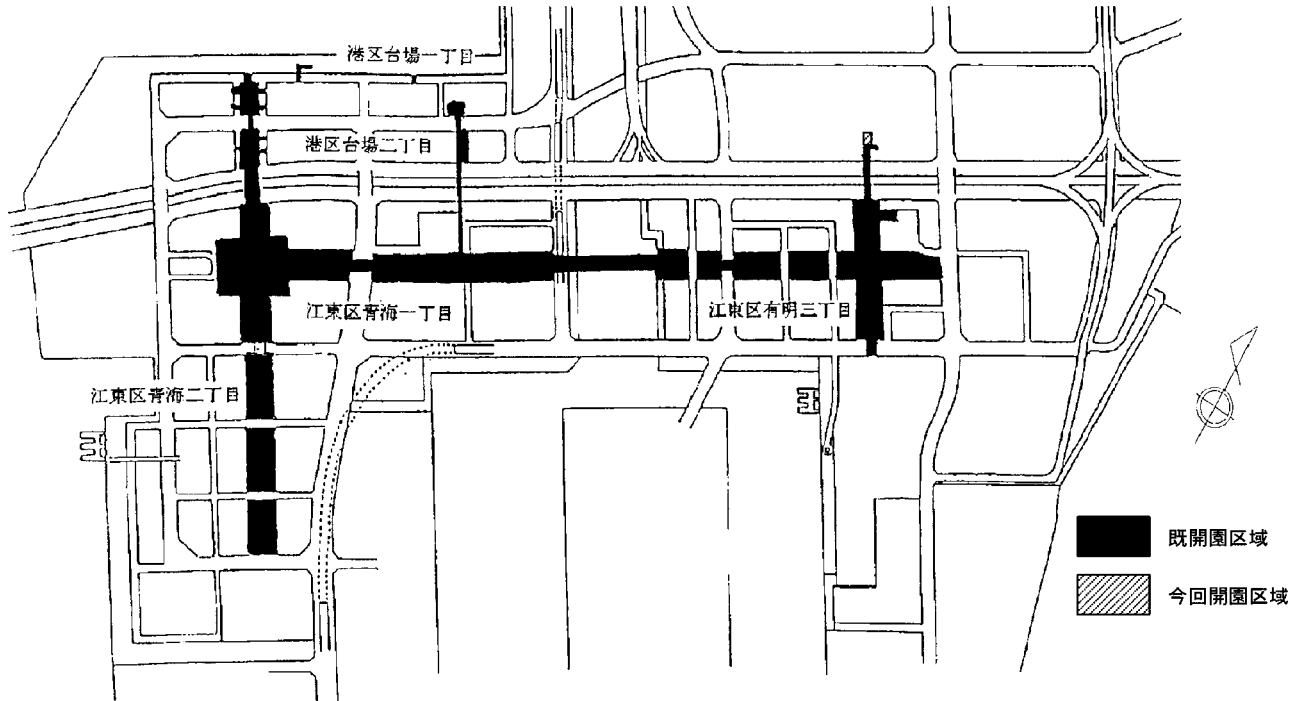 港区台場一丁目
港区台場二丁目
江東区青海一丁目
江東区有明三丁目
江東区青海二丁目
既開園区域
今回開園区域